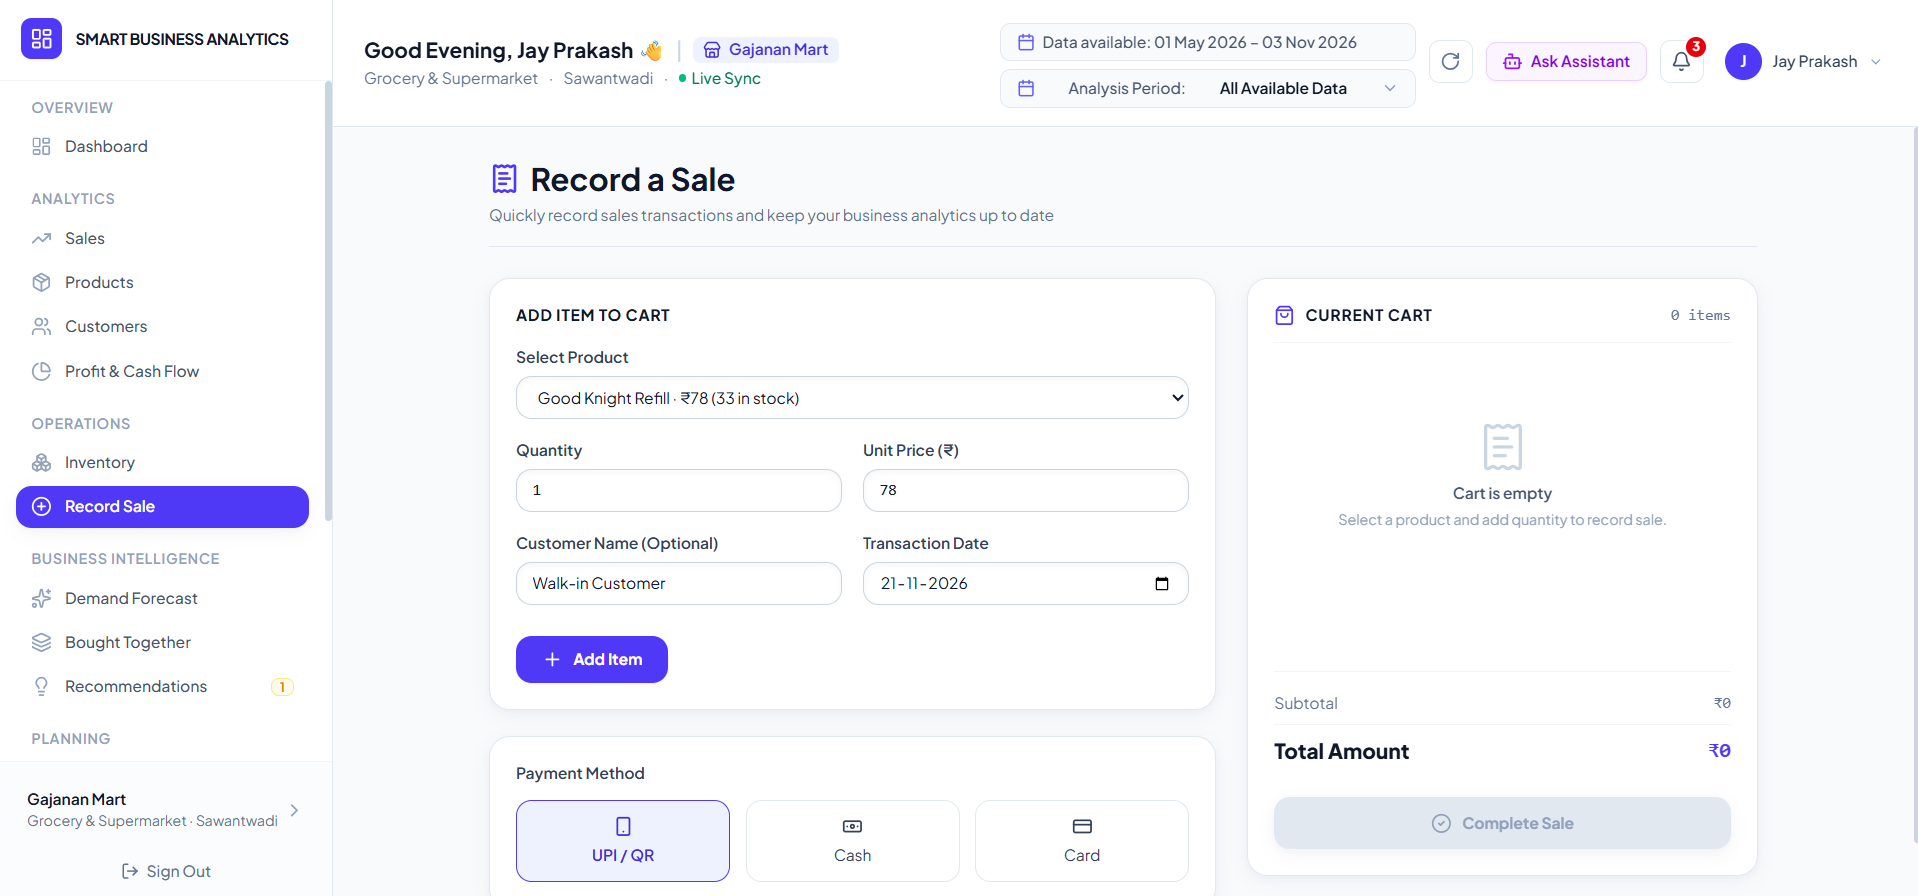 SMART BUSINESS ANALYTICS
OVERVIEW
Dashboard
ANALYTICS
Sales
Products
Customers
Profit & Cash Flow
OPERATIONS
Inventory
Record Sale
BUSINESS INTELLIGENCE
Demand Forecast
Bought Together
Recommendations 1
PLANNING
Gajanan Mart
Grocery & Supermarket · Sawantwadi
Sign Out
Good Evening, Jay Prakash 👋 | Gajanan Mart
Grocery & Supermarket · Sawantwadi · Live Sync
Data available: 01 May 2026 – 03 Nov 2026
Analysis Period: All Available Data
Ask Assistant
3
J Jay Prakash
Record a Sale
Quickly record sales transactions and keep your business analytics up to date
ADD ITEM TO CART
Select Product
Good Knight Refill · ₹78 (33 in stock)
Quantity Unit Price (₹)
1 78
Customer Name (Optional) Transaction Date
Walk-in Customer 21-11-2026
Add Item
Payment Method
UPI / QR Cash Card
CURRENT CART 0 items
Cart is empty
Select a product and add quantity to record sale.
Subtotal ₹0
Total Amount ₹0
Complete Sale